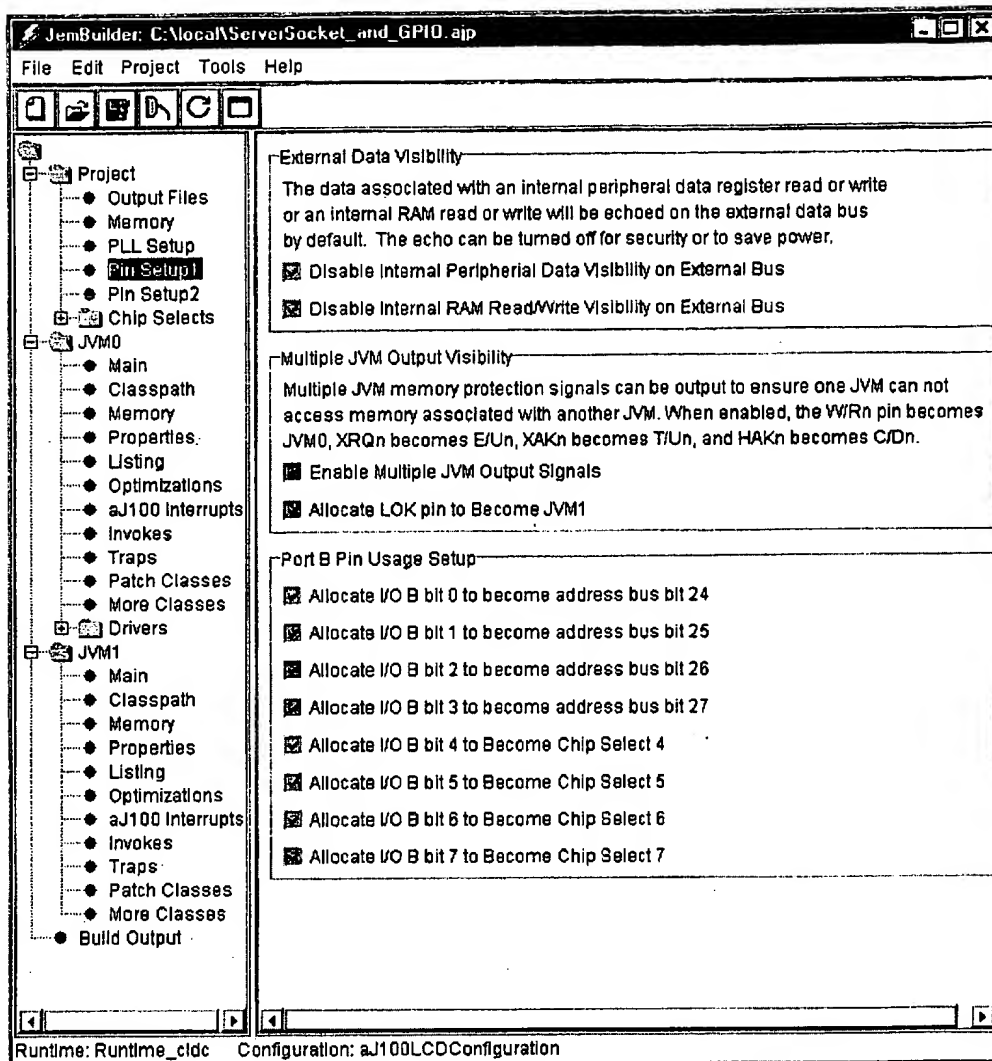 JemBuilder: C:\local\ServerSocket_and_GPIO.ajp
File Edit Project Tools Help
Project
Output Files
Memory
PLL Setup
Pin Setup1
Pin Setup2
Chip Selects
JVM0
Main
Classpath
Memory
Properties
Listing
Optimizations
aJ100 Interrupts
Invokes
Traps
Patch Classes
More Classes
Drivers
JVM1
Main
Classpath
Memory
Properties
Listing
Optimizations
aJ100 Interrupts
Invokes
Traps
Patch Classes
More Classes
Build Output
External Data Visibility
The data associated with an internal peripheral data register read or write
or an internal RAM read or write will be echoed on the external data bus
by default. The echo can be turned off for security or to save power.
Disable Internal Peripherial Data Visibility on External Bus
Disable Internal RAM Read/Write Visibility on External Bus
Multiple JVM Output Visibility
Multiple JVM memory protection signals can be output to ensure one JVM can not
access memory associated with another JVM. When enabled, the W/Rn pin becomes
JVM0, XRQn becomes E/Un, XAKn becomes T/Un, and HAKn becomes C/Dn.
Enable Multiple JVM Output Signals
Allocate LOK pin to Become JVM1
Port B Pin Usage Setup
Allocate I/O B bit 0 to become address bus bit 24
Allocate I/O B bit 1 to become address bus bit 25
Allocate I/O B bit 2 to become address bus bit 26
Allocate I/O B bit 3 to become address bus bit 27
Allocate I/O B bit 4 to Become Chip Select 4
Allocate I/O B bit 5 to Become Chip Select 5
Allocate I/O B bit 6 to Become Chip Select 6
Allocate I/O B bit 7 to Become Chip Select 7
Runtime: Runtime_cldc Configuration: aJ100LCDConfiguration